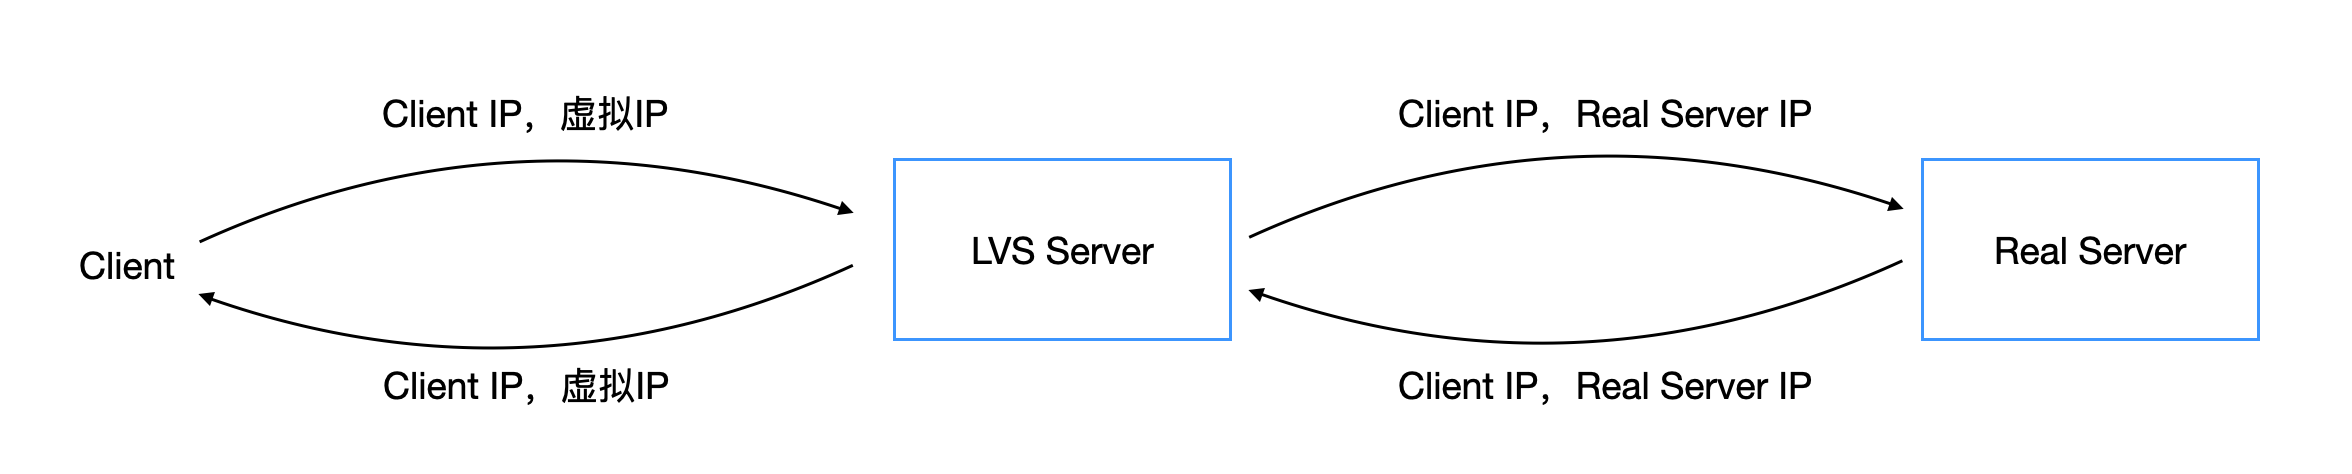 Client IP，虚拟IP
Client IP，Real Server IP
Client
LVS Server
Real Server
Client IP，虚拟IP
Client IP，Real Server IP